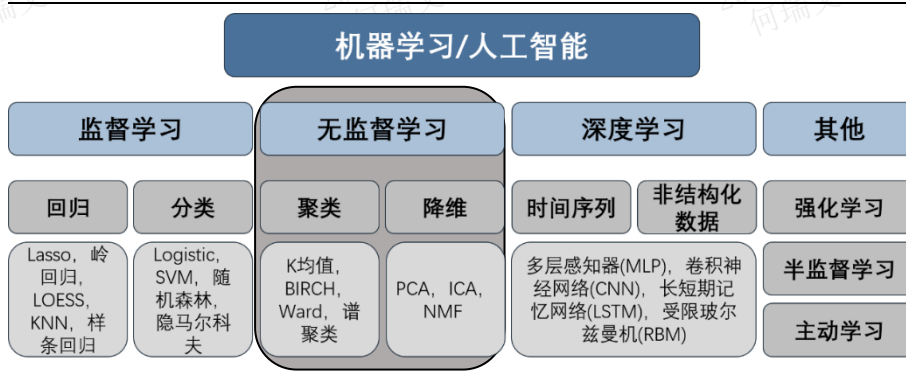 机器学习/人工智能
监督学习
无监督学习
深度学习
其他
回归
分类
聚类
降维
时间序列
非结构化
数据
强化学习
Lasso，岭
回归，
LOESS，
KNN，样
条回归
Logistic，
SVM，随
机森林，
隐马尔科
夫
K均值，
BIRCH，
Ward，谱
聚类
PCA，ICA，
NMF
多层感知器(MLP)，卷积神
经网络(CNN)，长短期记
忆网络(LSTM)，受限玻尔
兹曼机(RBM)
半监督学习
主动学习